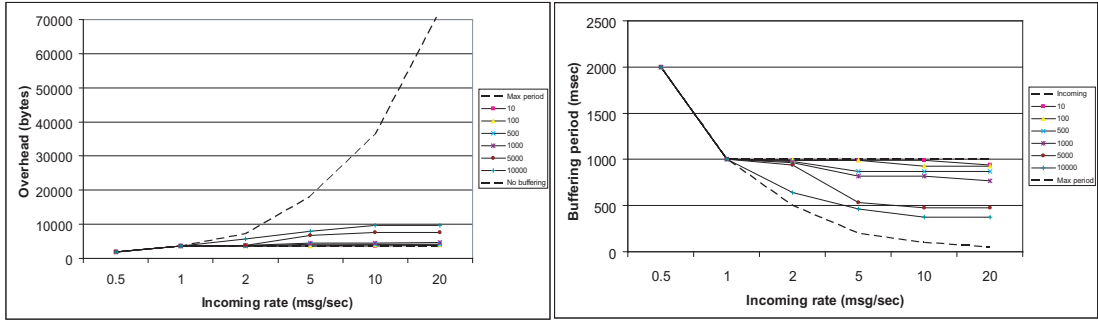 70000
60000
50000
40000
30000
20000
10000
0
Overhead (bytes)
0.5 1 2 5 10 20
Incoming rate (msg/sec)
Max period
10
100
500
1000
5000
10000
No buffering
2500
2000
1500
1000
500
0
Buffering period (msec)
0.5 1 2 5 10 20
Incoming rate (msg/sec)
Incoming
10
100
500
1000
5000
10000
Max period